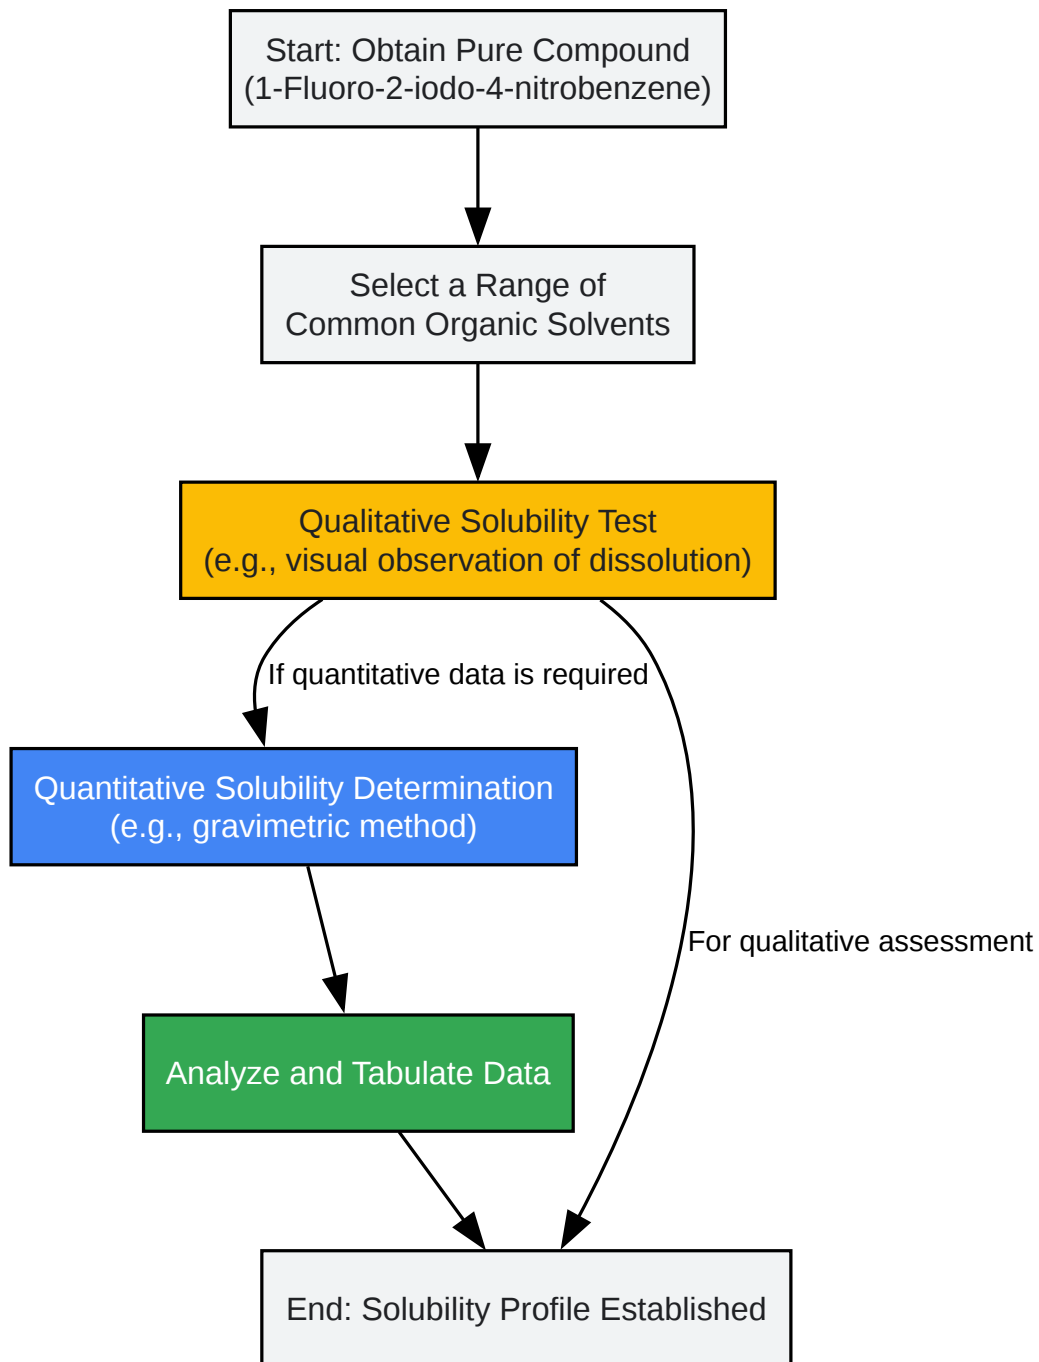 Start: Obtain Pure Compound
(1-Fluoro-2-iodo-4-nitrobenzene)
Select a Range of
Common Organic Solvents
Qualitative Solubility Test
(e.g., visual observation of dissolution)
If quantitative data is required
Quantitative Solubility Determination
(e.g., gravimetric method)
For qualitative assessment
Analyze and Tabulate Data
End: Solubility Profile Established